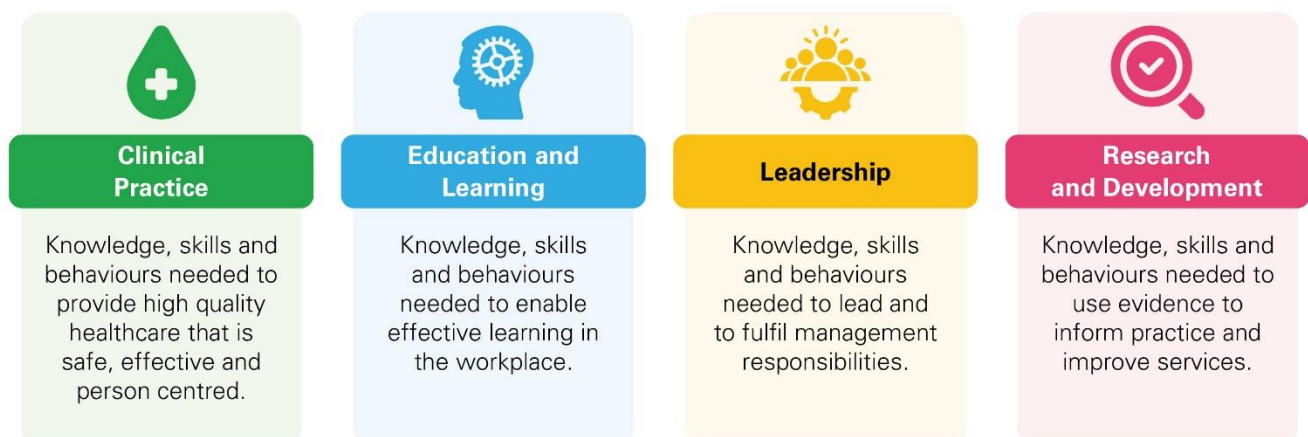 Clinical
Practice
Knowledge, skills and
behaviours needed to
provide high quality
healthcare that is
safe, effective and
person centred.
Education and
Learning
Knowledge, skills
and behaviours
needed to enable
effective learning in
the workplace.
Leadership
Knowledge, skills
and behaviours
needed to lead and
to fulfil management
responsibilities.
Research
and Development
Knowledge, skills and
behaviours needed to
use evidence to
inform practice and
improve services.